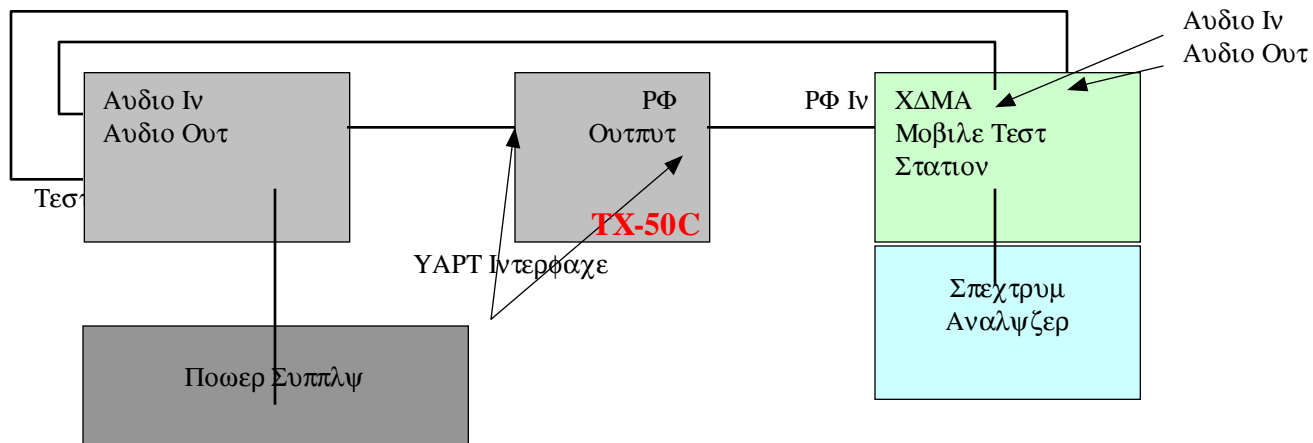 Αυδιο Ιν
Αυδιο Ουτ
Αυδιο Ιν
Αυδιο Ουτ
ΡΦ
Ουτπυτ
ΡΦ Ιν
ΧΔΜΑ
Μοβιλε Τεστ
Στατιον
Τεστ
TX-50C
ΥΑΡΤ Ιντερφαχε
Σπεχτρυμ
Αναλψζερ
Ποωερ Συππλψ